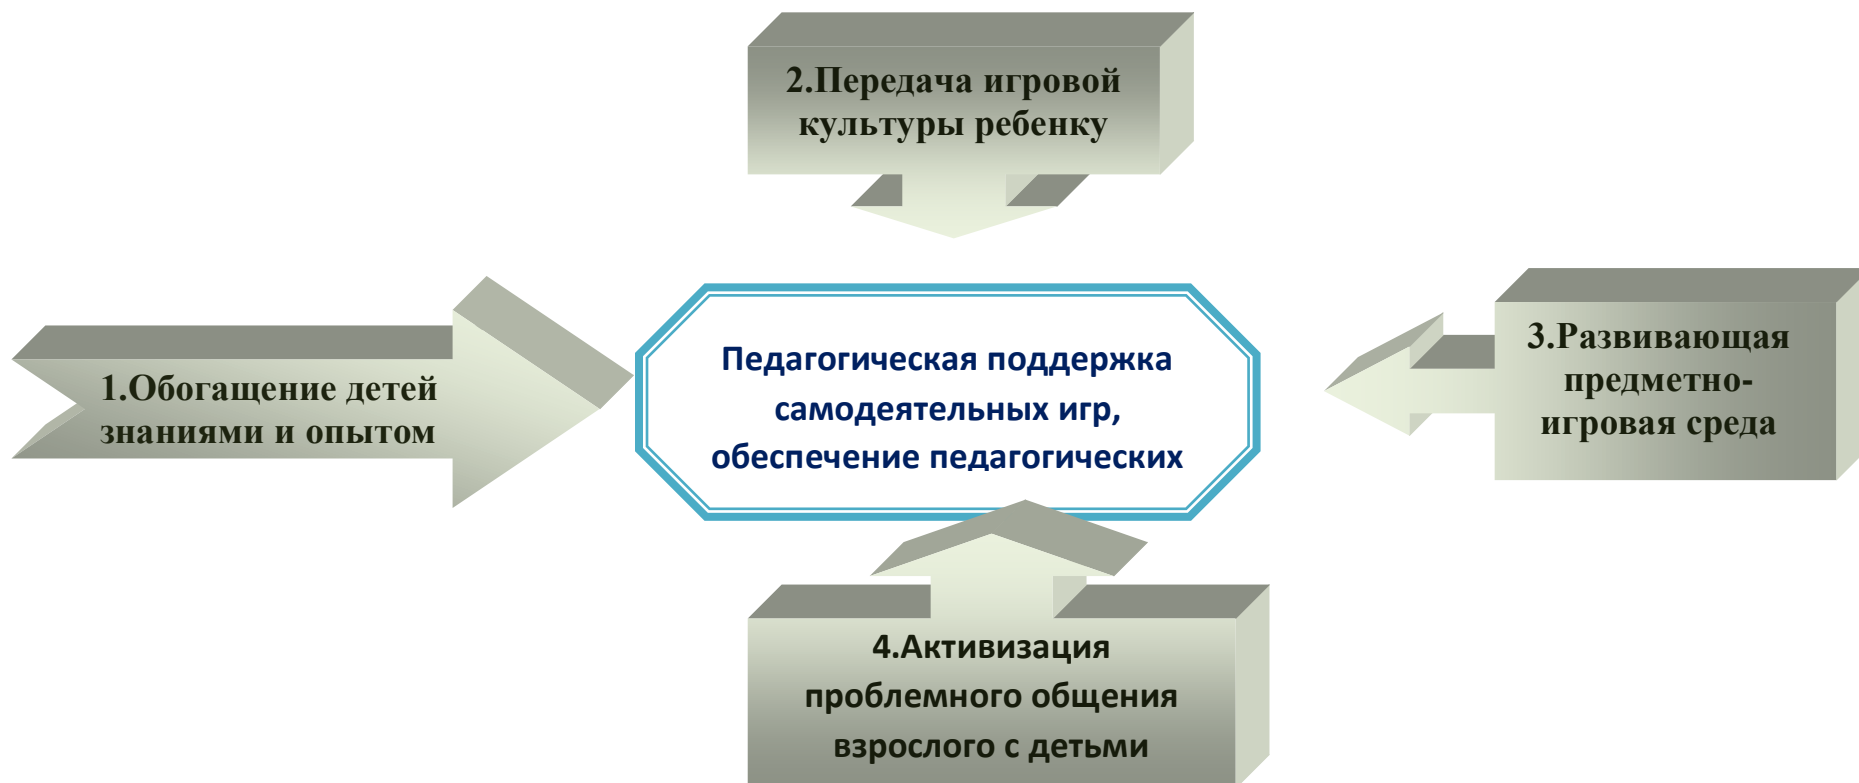 2.Передача игровой
культуры ребенку
1.Обогащение детей
знаниями и опытом
Педагогическая поддержка
самодеятельных игр,
обеспечение педагогических
3.Развивающая
предметно-
игровая среда
4.Активизация
проблемного общения
взрослого с детьми